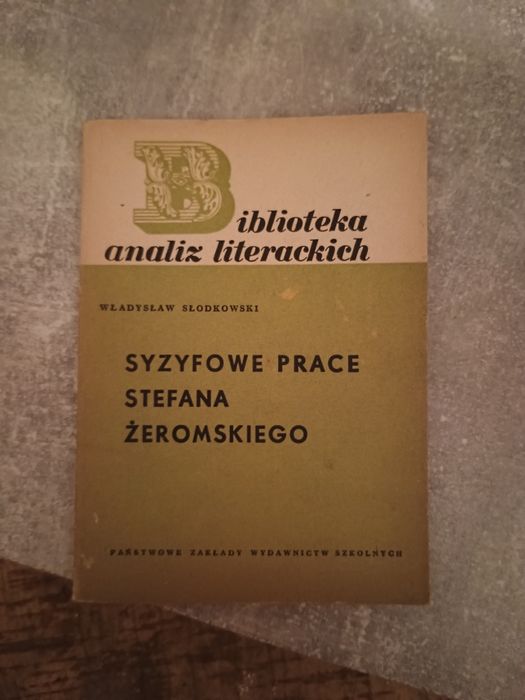 Biblioteka
analiz literackich
WŁADYSŁAW SŁODKOWSKI
SYZYFOWE PRACE
STEFANA
ŻEROMSKIEGO
PAŃSTWOWE ZAKŁADY WYDAWNICTW SZKOLNYCH